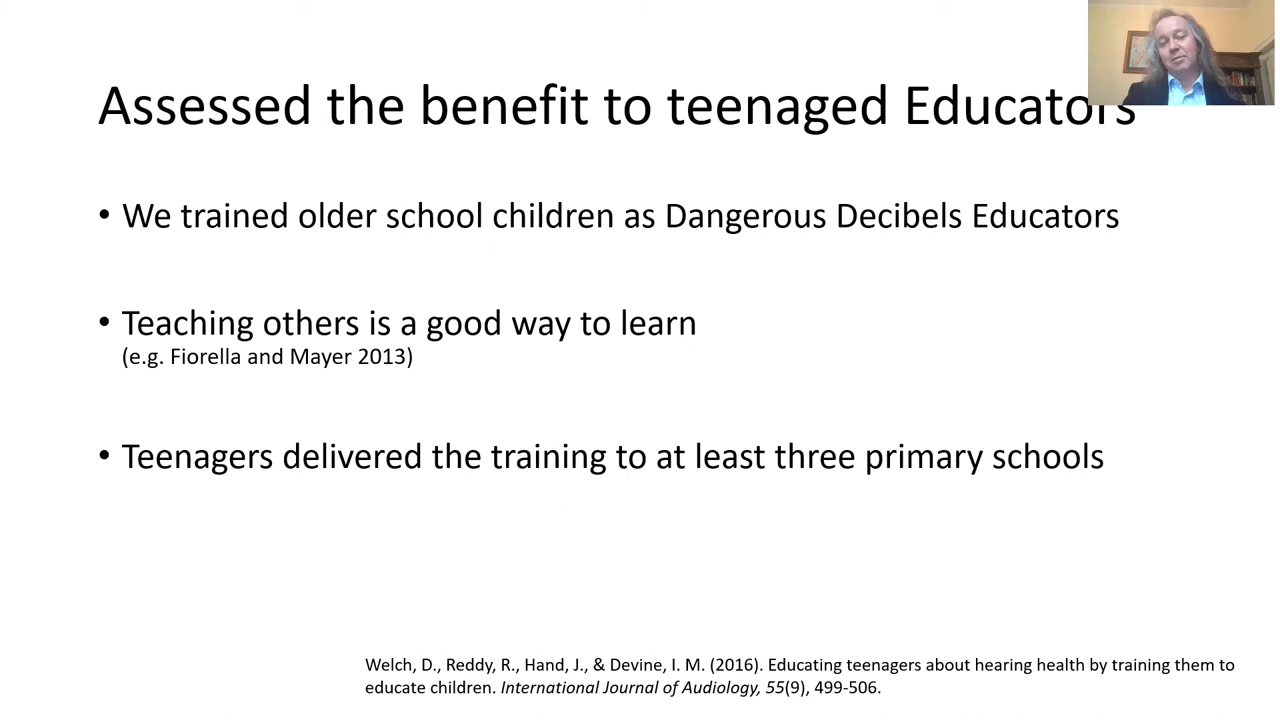 Assessed the benefit to teenaged Educators
• We trained older school children as Dangerous Decibels Educators
• Teaching others is a good way to learn
(e.g. Fiorella and Mayer 2013)
• Teenagers delivered the training to at least three primary schools
Welch, D., Reddy, R., Hand, J., & Devine, I. M. (2016). Educating teenagers about hearing health by training them to
educate children. International Journal of Audiology, 55(9), 499-506.